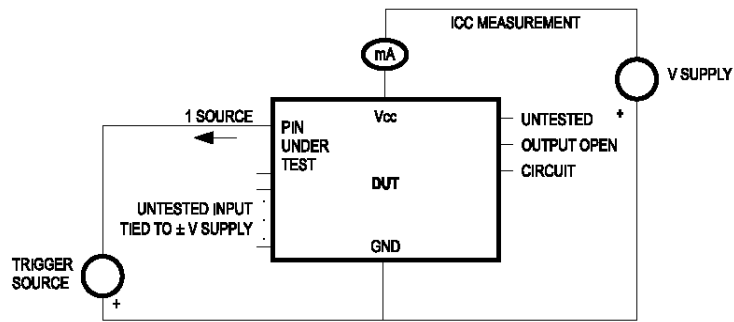 ICC MEASUREMENT
mA
V SUPPLY
+
1 SOURCE
Vcc
PIN
UNDER
TEST
UNTESTED
OUTPUT OPEN
CIRCUIT
DUT
UNTESTED INPUT
TIED TO ± V SUPPLY
GND
TRIGGER
SOURCE
+